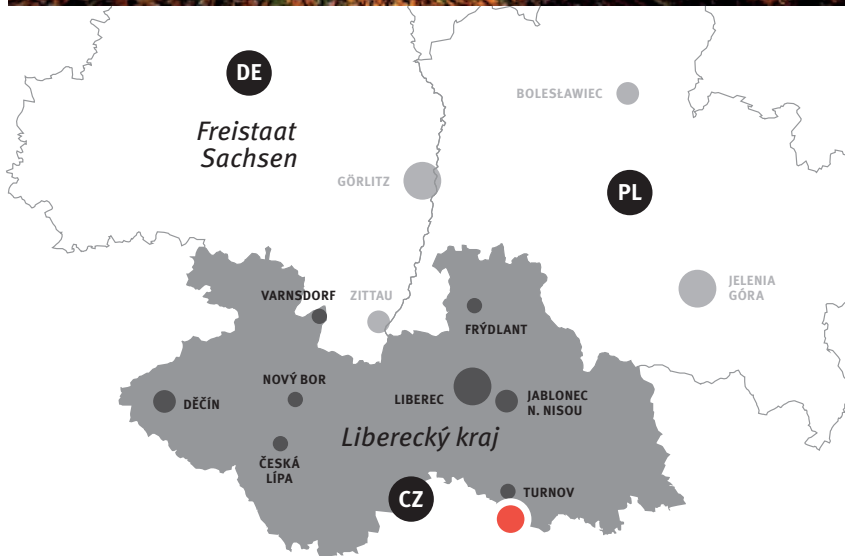 DE
BOLESŁAWIEC
Freistaat
Sachsen
GÖRLITZ
PL
JELENIA
GÓRA
VARNSDORF
ZITTAU
FRÝDLANT
NOVÝ BOR
LIBEREC
JABLONEC
N. NISOU
DĚČÍN
Liberecký kraj
ČESKÁ
LÍPA
CZ
TURNOV